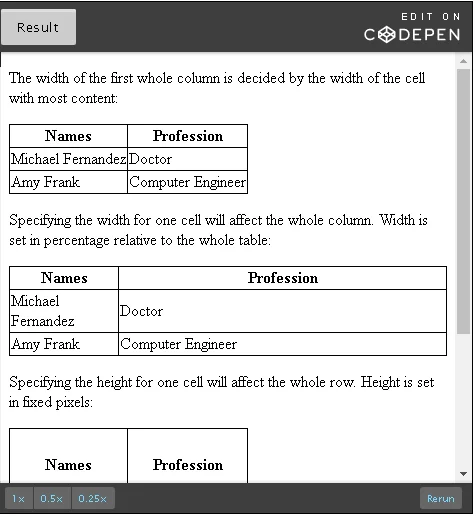 Result
EDIT ON
CODEPEN
The width of the first whole column is decided by the width of the cell
with most content:
Names Profession
Michael Fernandez Doctor
Amy Frank Computer Engineer
Specifying the width for one cell will affect the whole column. Width is
set in percentage relative to the whole table:
Names Profession
Michael
Fernandez Doctor
Amy Frank Computer Engineer
Specifying the height for one cell will affect the whole row. Height is set
in fixed pixels:
Names Profession
1x 0.5x 0.25x Rerun